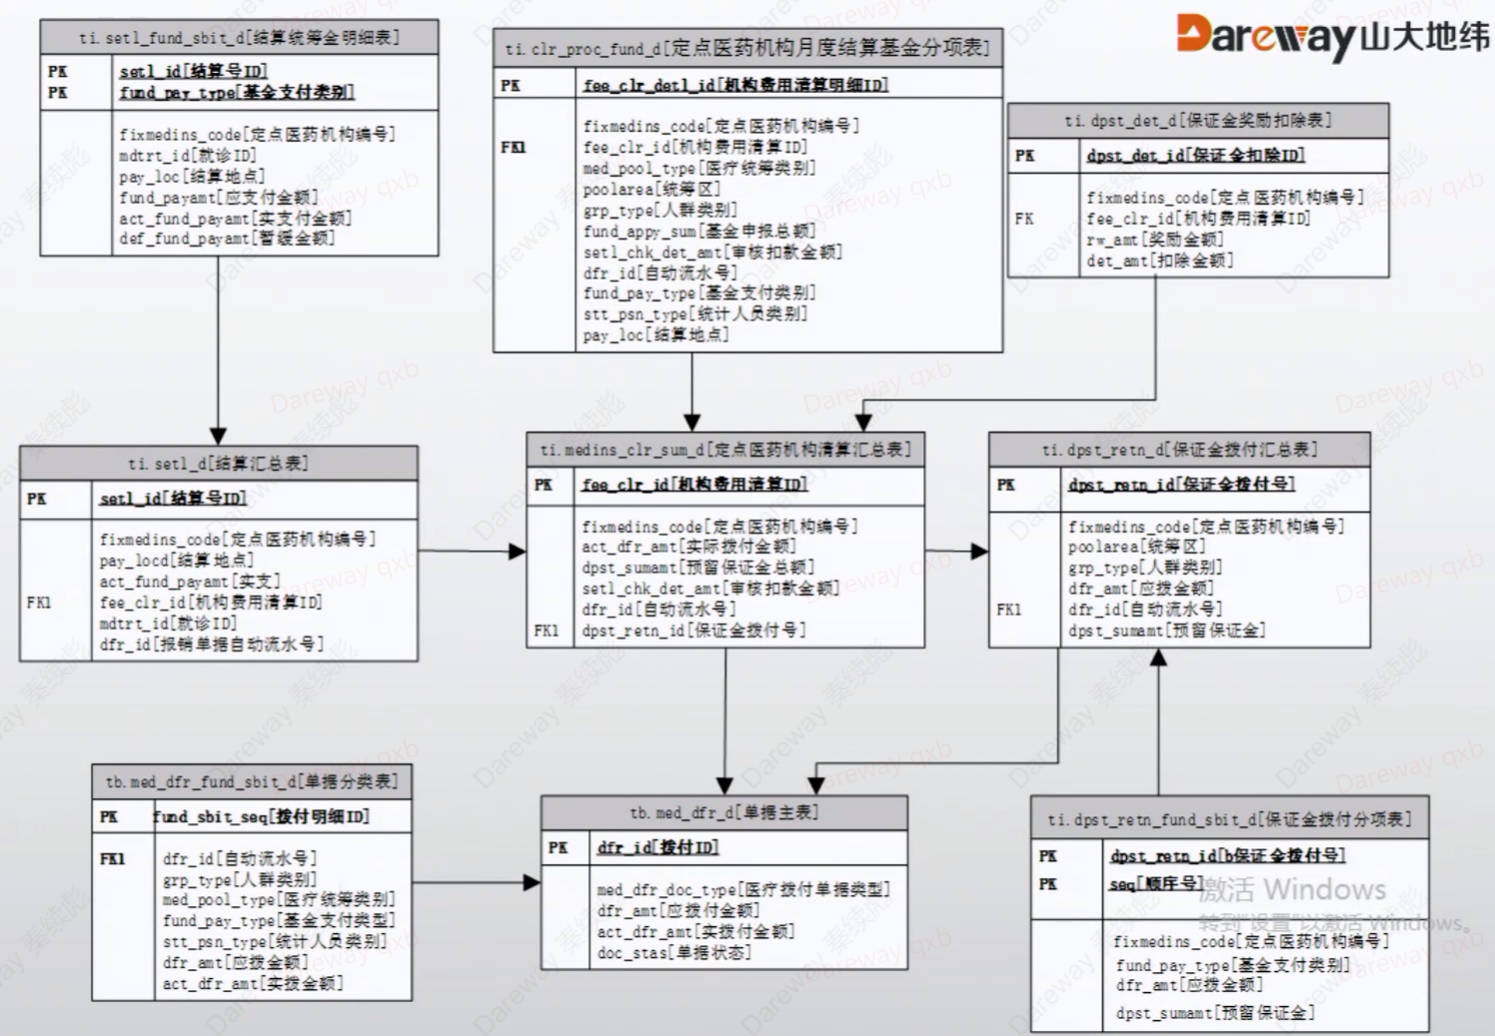 Dareway山大地纬
ti.setl_fund_sbit_d[结算统筹金明细表]
PK setl_id[结算号ID]
PK fund_pay_type[基金支付类别]
fixmedins_code[定点医药机构编号]
mdtrt_id[就诊ID]
pay_loc[结算地点]
fund_payamt[应支付金额]
act_fund_payamt[实支付金额]
def_fund_payamt[暂缓金额]
ti.clr_proc_fund_d[定点医药机构月度结算基金分项表]
PK fee_clr_detl_id[机构费用清算明细ID]
fixmedins_code[定点医药机构编号]
FK1 fee_clr_id[机构费用清算ID]
med_pool_type[医疗统筹类别]
poolarea[统筹区]
grp_type[人群类别]
fund_appy_sum[基金申报总额]
setl_chk_det_amt[审核扣款金额]
dfr_id[自动流水号]
fund_pay_type[基金支付类别]
stt_psn_type[统计人员类别]
pay_loc[结算地点]
ti.dpst_det_d[保证金奖励扣除表]
PK dpst_det_id[保证金扣除ID]
fixmedins_code[定点医药机构编号]
FK fee_clr_id[机构费用清算ID]
rw_amt[奖励金额]
det_amt[扣除金额]
ti.setl_d[结算汇总表]
PK setl_id[结算号ID]
fixmedins_code[定点医药机构编号]
pay_locd[结算地点]
act_fund_payamt[实支]
FK1 fee_clr_id[机构费用清算ID]
mdtrt_id[就诊ID]
dfr_id[报销单据自动流水号]
ti.medins_clr_sum_d[定点医药机构清算汇总表]
PK fee_clr_id[机构费用清算ID]
fixmedins_code[定点医药机构编号]
act_dfr_amt[实际拨付金额]
dpst_sumamt[预留保证金总额]
setl_chk_det_amt[审核扣款金额]
dfr_id[自动流水号]
FK1 dpst_retn_id[保证金拨付号]
ti.dpst_retn_d[保证金拨付汇总表]
PK dpst_retn_id[保证金拨付号]
fixmedins_code[定点医药机构编号]
poolarea[统筹区]
grp_type[人群类别]
dfr_amt[应拨金额]
FK1 dfr_id[自动流水号]
dpst_sumamt[预留保证金]
tb.med_dfr_fund_sbit_d[单据分类表]
PK fund_sbit_seq[拨付明细ID]
FK1 dfr_id[自动流水号]
grp_type[人群类别]
med_pool_type[医疗统筹类别]
fund_pay_type[基金支付类型]
stt_psn_type[统计人员类别]
dfr_amt[应拨金额]
act_dfr_amt[实拨金额]
tb.med_dfr_d[单据主表]
PK dfr_id[拨付ID]
med_dfr_doc_type[医疗拨付单据类型]
dfr_amt[应拨付金额]
act_dfr_amt[实拨付金额]
doc_stas[单据状态]
ti.dpst_retn_fund_sbit_d[保证金拨付分项表]
PK dpst_retn_id[b保证金拨付号]
PK seq[顺序号]
fixmedins_code[定点医药机构编号]
fund_pay_type[基金支付类别]
dfr_amt[应拨金额]
dpst_sumamt[预留保证金]
激活 Windows
转到"设置"以激活 Windows。
Dareway 秦续彪
Dareway qxb